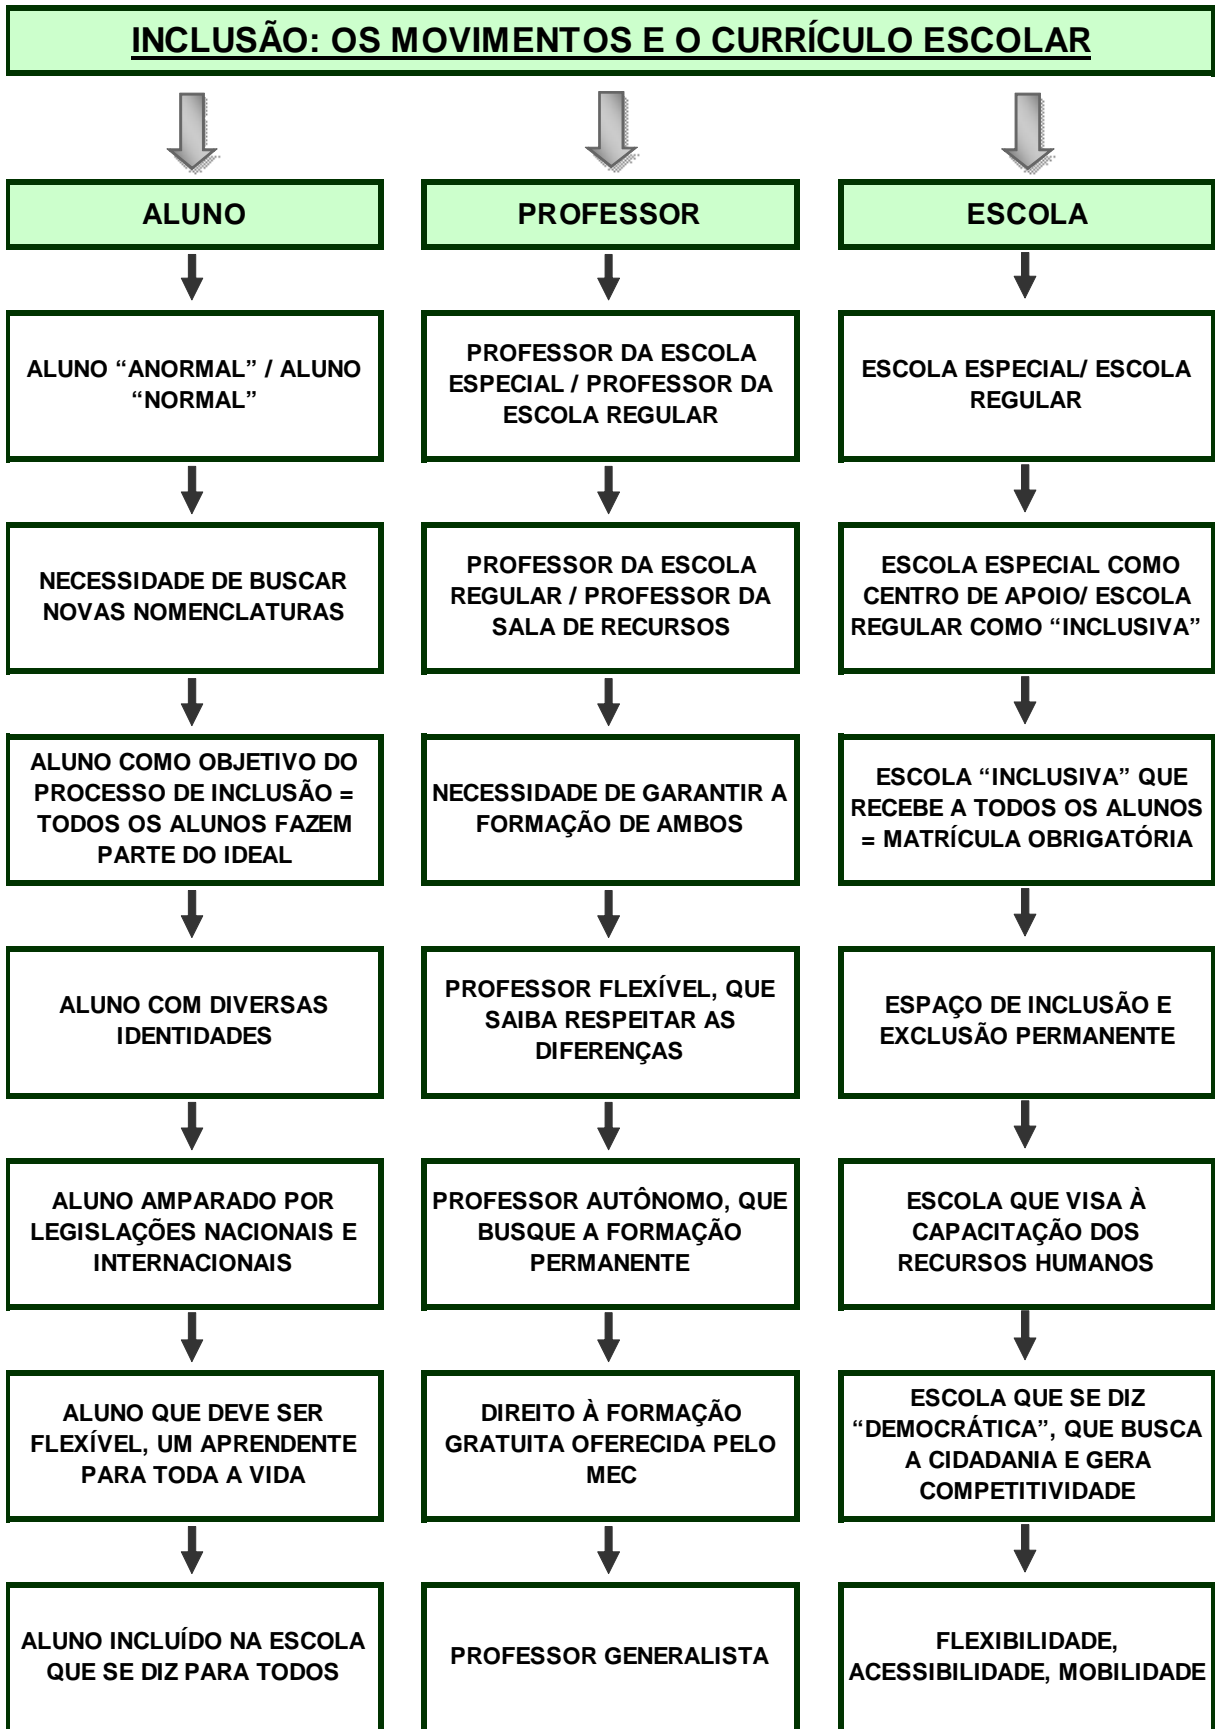 INCLUSÃO: OS MOVIMENTOS E O CURRÍCULO ESCOLAR
ALUNO
PROFESSOR
ESCOLA
ALUNO “ANORMAL” / ALUNO
“NORMAL”
PROFESSOR DA ESCOLA
ESPECIAL / PROFESSOR DA
ESCOLA REGULAR
ESCOLA ESPECIAL/ ESCOLA
REGULAR
NECESSIDADE DE BUSCAR
NOVAS NOMENCLATURAS
PROFESSOR DA ESCOLA
REGULAR / PROFESSOR DA
SALA DE RECURSOS
ESCOLA ESPECIAL COMO
CENTRO DE APOIO/ ESCOLA
REGULAR COMO “INCLUSIVA”
ALUNO COMO OBJETIVO DO
PROCESSO DE INCLUSÃO =
TODOS OS ALUNOS FAZEM
PARTE DO IDEAL
NECESSIDADE DE GARANTIR A
FORMAÇÃO DE AMBOS
ESCOLA “INCLUSIVA” QUE
RECEBE A TODOS OS ALUNOS
= MATRÍCULA OBRIGATÓRIA
ALUNO COM DIVERSAS
IDENTIDADES
PROFESSOR FLEXÍVEL, QUE
SAIBA RESPEITAR AS
DIFERENÇAS
ESPAÇO DE INCLUSÃO E
EXCLUSÃO PERMANENTE
ALUNO AMPARADO POR
LEGISLAÇÕES NACIONAIS E
INTERNACIONAIS
PROFESSOR AUTÔNOMO, QUE
BUSQUE A FORMAÇÃO
PERMANENTE
ESCOLA QUE VISA À
CAPACITAÇÃO DOS
RECURSOS HUMANOS
ALUNO QUE DEVE SER
FLEXÍVEL, UM APRENDENTE
PARA TODA A VIDA
DIREITO À FORMAÇÃO
GRATUITA OFERECIDA PELO
MEC
ESCOLA QUE SE DIZ
“DEMOCRÁTICA”, QUE BUSCA
A CIDADANIA E GERA
COMPETITIVIDADE
ALUNO INCLUÍDO NA ESCOLA
QUE SE DIZ PARA TODOS
PROFESSOR GENERALISTA
FLEXIBILIDADE,
ACESSIBILIDADE, MOBILIDADE